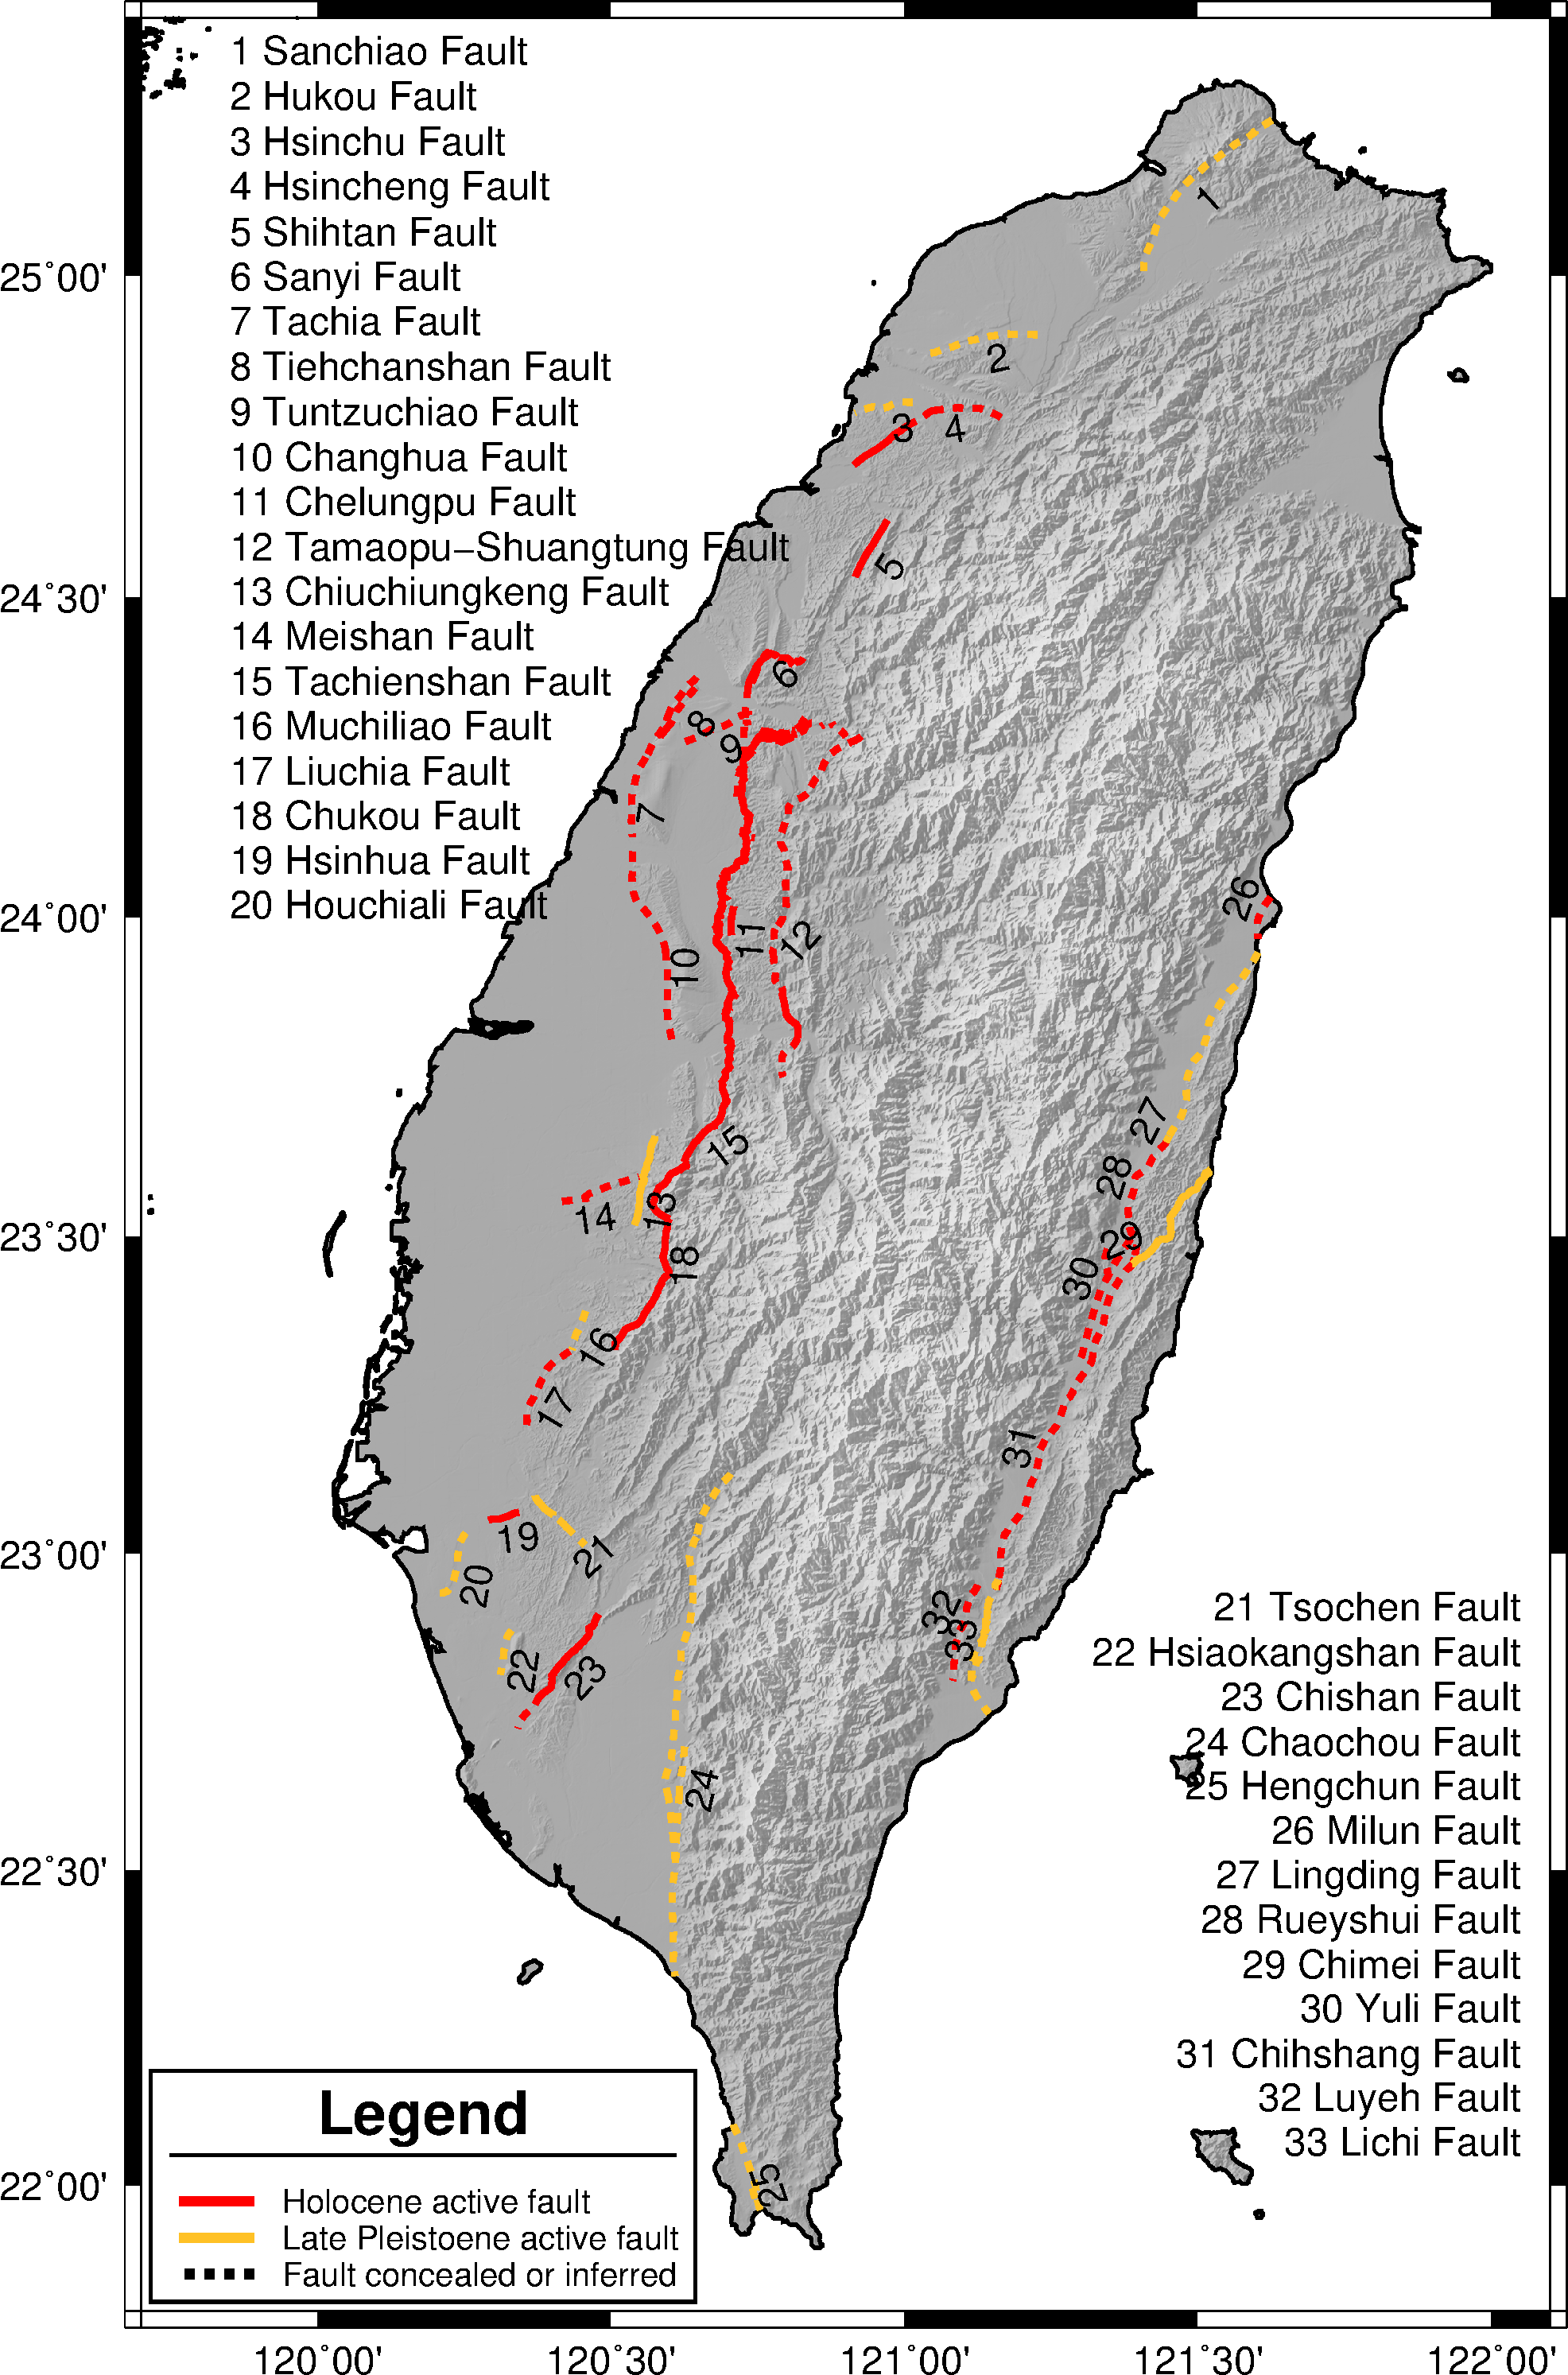 1 Sanchiao Fault
2 Hukou Fault
3 Hsinchu Fault
4 Hsincheng Fault
5 Shihtan Fault
6 Sanyi Fault
7 Tachia Fault
8 Tiehchanshan Fault
9 Tuntzuchiao Fault
10 Changhua Fault
11 Chelungpu Fault
12 Tamaopu−Shuangtung Fault
13 Chiuchiungkeng Fault
14 Meishan Fault
15 Tachienshan Fault
16 Muchiliao Fault
17 Liuchia Fault
18 Chukou Fault
19 Hsinhua Fault
20 Houchiali Fault
25˚00'
24˚30'
24˚00'
23˚30'
23˚00'
22˚30'
22˚00'
1
2
3
4
5
6
8
9
7
10
11
12
26
15
27
28
13
14
29
18
30
16
17
31
19
21
20
32
33
22
23
24
25
21 Tsochen Fault
22 Hsiaokangshan Fault
23 Chishan Fault
24 Chaochou Fault
25 Hengchun Fault
26 Milun Fault
27 Lingding Fault
28 Rueyshui Fault
29 Chimei Fault
30 Yuli Fault
31 Chihshang Fault
32 Luyeh Fault
33 Lichi Fault
Legend
Holocene active fault
Late Pleistoene active fault
Fault concealed or inferred
120˚00'
120˚30'
121˚00'
121˚30'
122˚00'